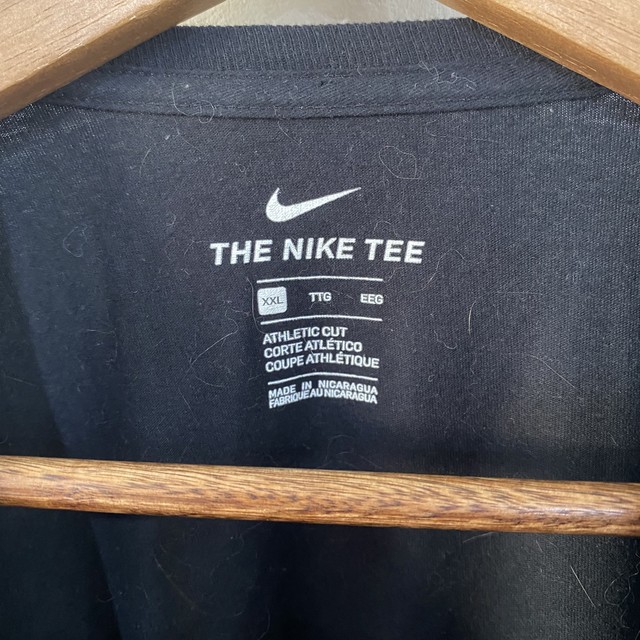 THE NIKE TEE
XXL TTG EEG
ATHLETIC CUT
CORTE ATLÉTICO
COUPE ATHLÉTIQUE
MADE IN NICARAGUA
FABRIQUE AU NICARAGUA